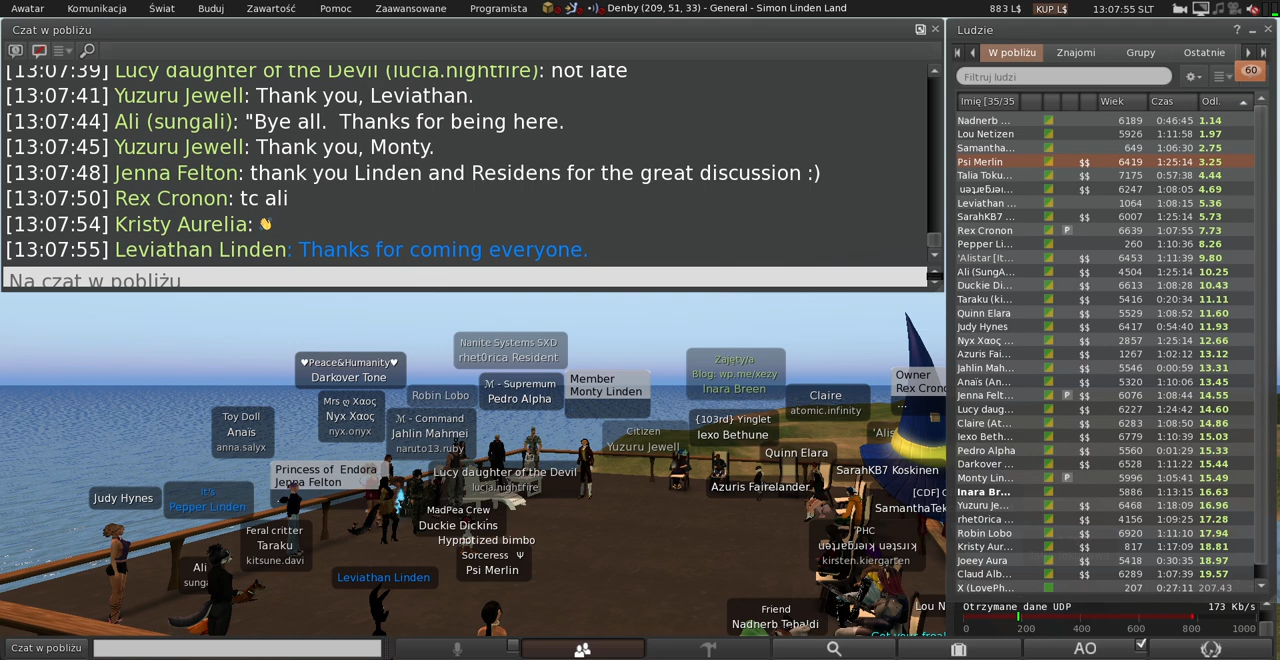 Awatar Komunikacja Świat Buduj Zawartość Pomoc Zaawansowane Programista Denby (209, 51, 33) - General - Simon Linden Land 883 L$ KUP L$ 13:07:55 SLT
Czat w pobliżu
[13:07:39] Lucy daughter of the Devil (lucia.nightfire): not late
[13:07:41] Yuzuru Jewell: Thank you, Leviathan.
[13:07:44] Ali (sungali): "Bye all.  Thanks for being here.
[13:07:45] Yuzuru Jewell: Thank you, Monty.
[13:07:48] Jenna Felton: thank you Linden and Residens for the great discussion :)
[13:07:50] Rex Cronon: tc ali
[13:07:54] Kristy Aurelia: 👋
[13:07:55] Leviathan Linden: Thanks for coming everyone.
Na czat w pobliżu
Nanite Systems SXD
rhet0rica Resident
♥Peace&Humanity♥
Darkover Tone
Zajęty/a
Blog: wp.me/xezy
Inara Breen
Member
Monty Linden
Owner
Rex Cron
...
ℳ - Supremum
Pedro Alpha
Robin Lobo
Claire
atomic.infinity
Mrs ღ Χαος
Nyx Χαος
nyx.onyx
Toy Doll
Anaïs
anna.salyx
ℳ - Command
Jahlin Mahmei
naruto13.ruby
{103rd} Yinglet
Iexo Bethune
Citizen
Yuzuru Jewell
'Alis
Quinn Elara
Princess of Endora
Jenna Felton
Lucy daughter of the Devil
lucia.nightfire
SarahKB7 Koskinen
Azuris Fairelander
Judy Hynes
it's
Pepper Linden
[CDF]
SamanthaTek
MadPea Crew
Duckie Dickins
Feral critter
Taraku
kitsune.davi
Hypnotized bimbo
Sorceress Ψ
Psi Merlin
PHC
kirsten.kiergarten
Ali
sunga
Leviathan Linden
Friend
Nadnerb Tebaldi
Lou N
Ludzie
W pobliżu Znajomi Grupy Ostatnie
Filtruj ludzi 60
Imię [35/35 Wiek Czas Odl.
Nadnerb ... 6189 0:46:45 1.14
Lou Netizen 5926 1:11:58 1.97
Samantha... 649 1:06:30 2.75
Psi Merlin $$ 6419 1:25:14 3.25
Talia Toku... $$ 7175 0:57:38 4.44
$$ 6247 1:08:05 4.69
Leviathan ... 1064 1:08:15 5.36
SarahKB7 ... $$ 6007 1:25:14 5.73
Rex Cronon P 6639 1:07:55 7.73
Pepper Li... 260 1:10:36 8.26
'Alistar [It... $$ 6453 1:11:39 9.80
Ali (SungA... $$ 4504 1:25:14 10.25
Duckie Di... $$ 6613 1:08:28 10.43
Taraku (ki... $$ 5416 0:20:34 11.11
Quinn Elara $$ 5529 1:08:52 11.60
Judy Hynes $$ 6417 0:54:40 11.93
Nyx Χαος ... $$ 2857 1:25:14 12.66
Azuris Fai... $$ 1267 1:02:12 13.12
Jahlin Mah... $$ 5546 0:00:59 13.31
Anaïs (An... $$ 5320 1:10:06 13.45
Jenna Felt... P $$ 6076 1:08:44 14.55
Lucy daug... $$ 6227 1:24:42 14.60
Claire (At... $$ 6283 1:08:50 14.86
Iexo Beth... $$ 6779 1:10:39 15.03
Pedro Alpha $$ 5560 0:01:29 15.33
Darkover ... $$ 6528 1:11:22 15.44
Monty Lin... P 5996 1:05:41 15.49
Inara Br... 5886 1:13:15 16.63
Yuzuru Je... $$ 6468 1:18:09 16.96
rhet0rica ... $$ 4156 0:09:25 17.28
Robin Lobo $$ 6920 1:11:10 17.94
Kristy Aur... $$ 817 1:17:09 18.81
Joeey Aura $$ 5418 0:30:35 18.97
Claud Alb... $$ 6289 1:07:39 19.57
X (LovePh... 207 0:27:11 207.43
Otrzymane dane UDP 173 Kb/s
0 200 400 600 800 1000
Czat w pobliżu AO